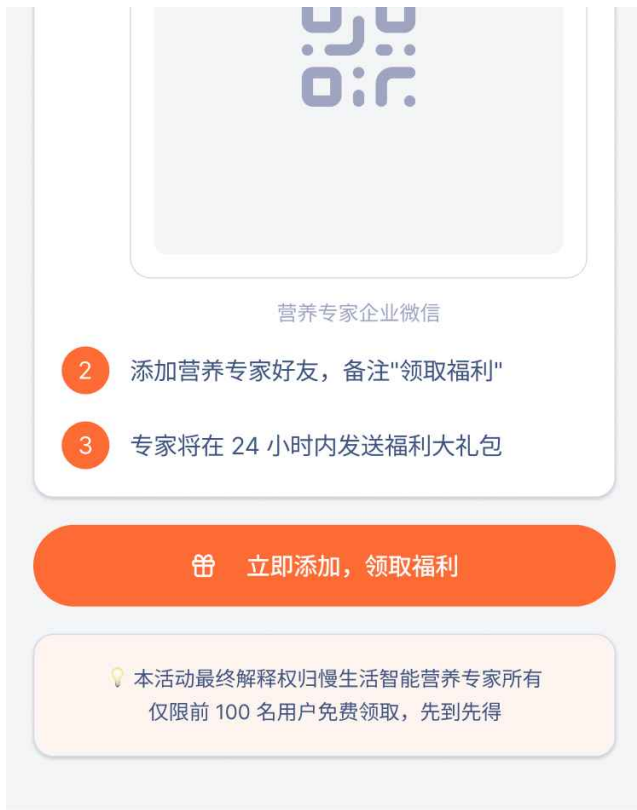 营养专家企业微信
2 添加营养专家好友，备注"领取福利"
3 专家将在 24 小时内发送福利大礼包
立即添加，领取福利
💡 本活动最终解释权归慢生活智能营养专家所有
仅限前 100 名用户免费领取，先到先得